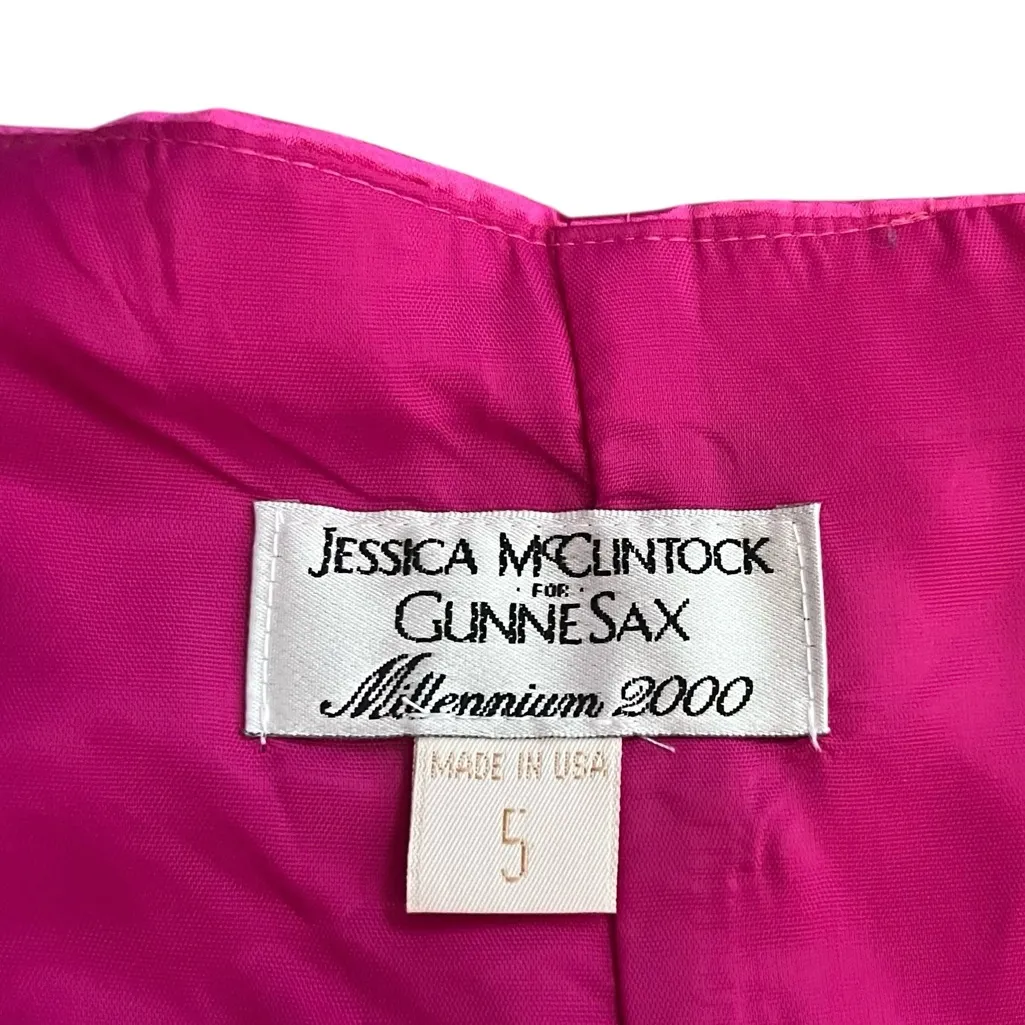 JESSICA MCCLINTOCK
· FOR ·
GUNNE SAX
Millennium 2000
MADE IN USA
5